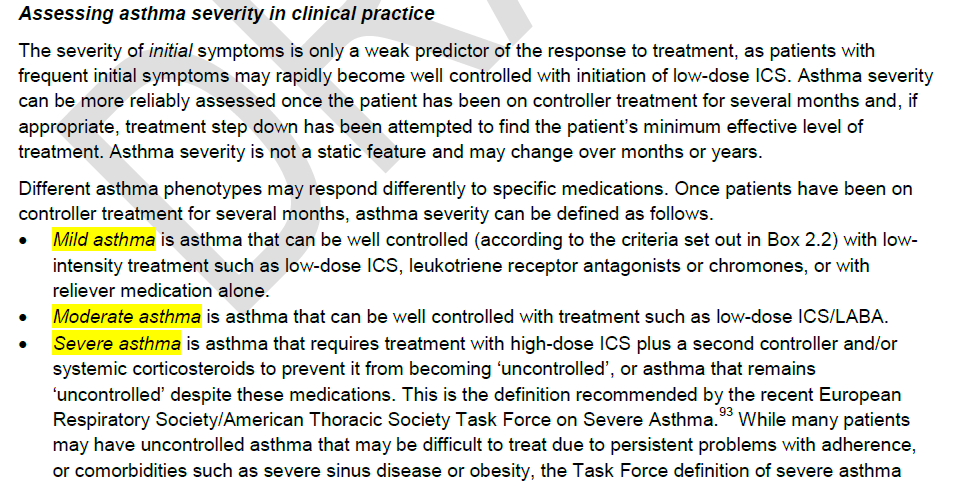 Assessing asthma severity in clinical practice
The severity of initial symptoms is only a weak predictor of the response to treatment, as patients with
frequent initial symptoms may rapidly become well controlled with initiation of low-dose ICS. Asthma severity
can be more reliably assessed once the patient has been on controller treatment for several months and, if
appropriate, treatment step down has been attempted to find the patient's minimum effective level of
treatment. Asthma severity is not a static feature and may change over months or years.
Different asthma phenotypes may respond differently to specific medications. Once patients have been on
controller treatment for several months, asthma severity can be defined as follows.
• Mild asthma is asthma that can be well controlled (according to the criteria set out in Box 2.2) with low-
intensity treatment such as low-dose ICS, leukotriene receptor antagonists or chromones, or with
reliever medication alone.
• Moderate asthma is asthma that can be well controlled with treatment such as low-dose ICS/LABA.
• Severe asthma is asthma that requires treatment with high-dose ICS plus a second controller and/or
systemic corticosteroids to prevent it from becoming 'uncontrolled', or asthma that remains
'uncontrolled' despite these medications. This is the definition recommended by the recent European
Respiratory Society/American Thoracic Society Task Force on Severe Asthma.93 While many patients
may have uncontrolled asthma that may be difficult to treat due to persistent problems with adherence,
or comorbidities such as severe sinus disease or obesity, the Task Force definition of severe asthma